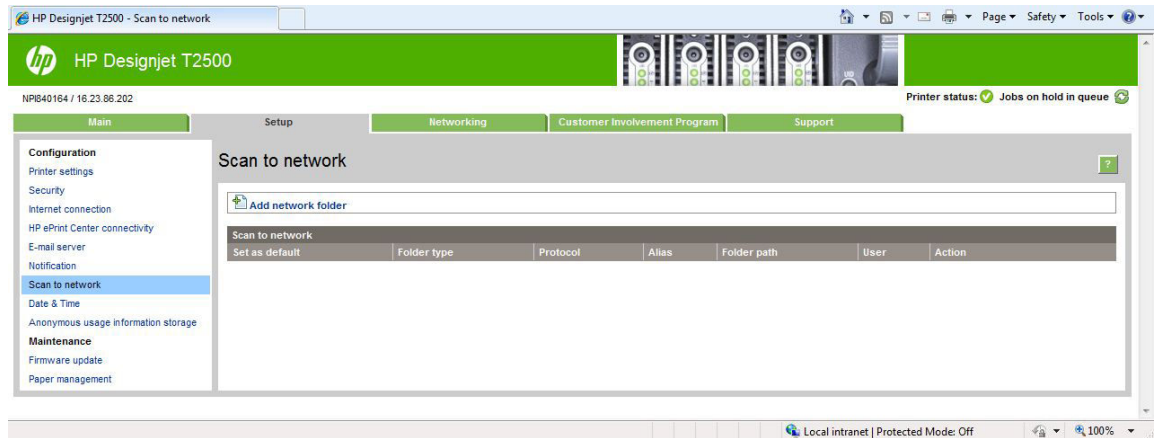 HP Designjet T2500 - Scan to network
Page Safety Tools
hp HP Designjet T2500
NPI840164 / 16.23.86.202
Printer status: Jobs on hold in queue
Main Setup Networking Customer Involvement Program Support
Configuration
Printer settings
Security
Internet connection
HP ePrint Center connectivity
E-mail server
Notification
Scan to network
Date & Time
Anonymous usage information storage
Maintenance
Firmware update
Paper management
Scan to network
?
Add network folder
Scan to network
Set as default Folder type Protocol Alias Folder path User Action
Local intranet | Protected Mode: Off 100%